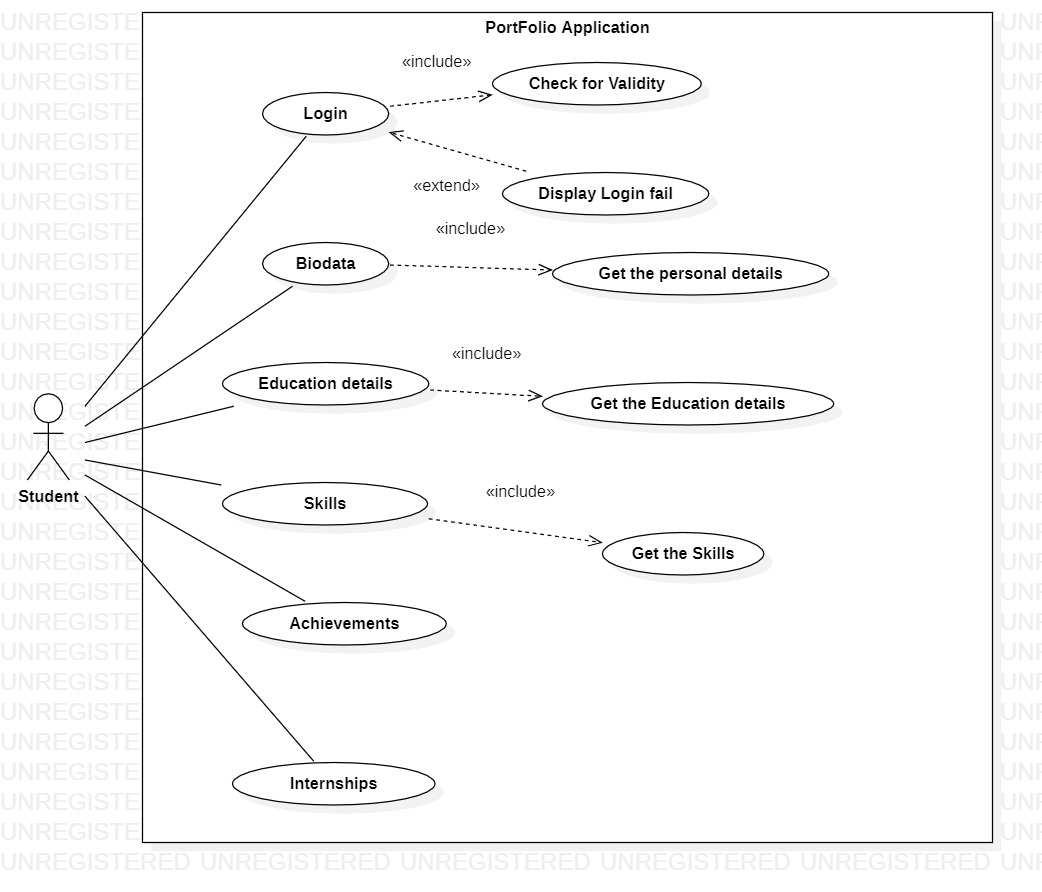 PortFolio Application
«include»
Check for Validity
Login
«extend»
Display Login fail
«include»
Biodata
Get the personal details
«include»
Education details
Get the Education details
Student
«include»
Skills
Get the Skills
Achievements
Internships
UNREGISTERED UNREGISTERED UNREGISTERED UNREGISTERED UNREGISTERED UNR